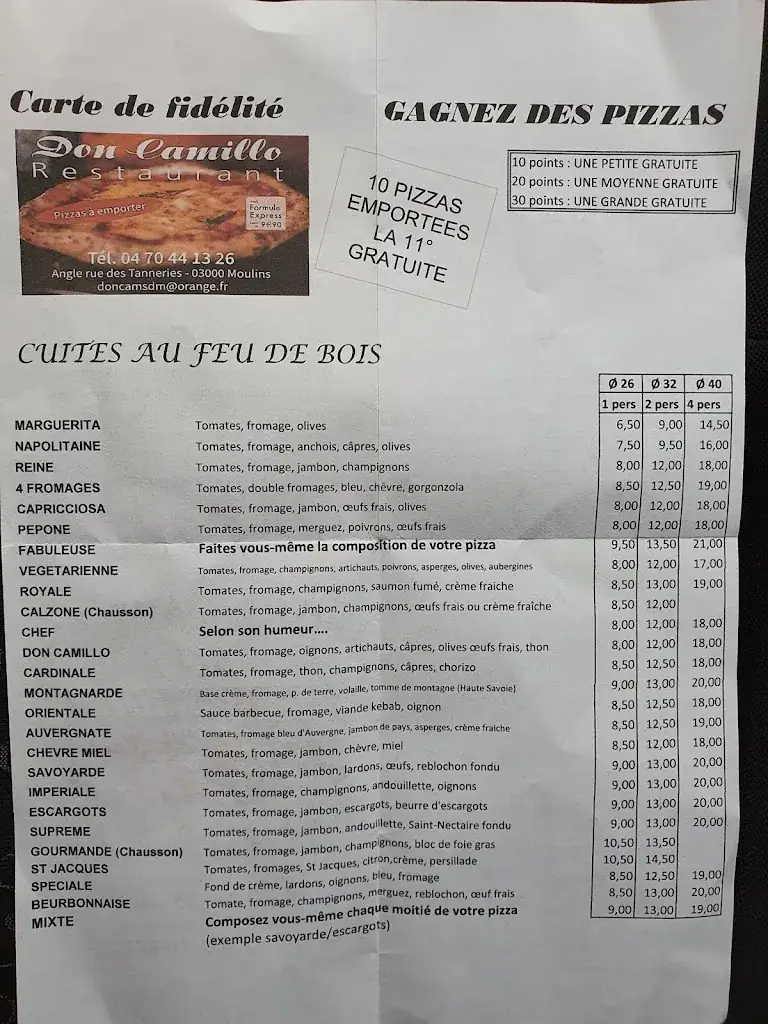 Carte de fidélité
GAGNEZ DES PIZZAS
Don Camillo
Restaurant
Pizzas à emporter
Formule
Express
9€90
Tél. 04 70 44 13 26
Angle rue des Tanneries - 03000 Moulins
doncamsdm@orange.fr
10 PIZZAS
EMPORTEES
LA 11°
GRATUITE
10 points : UNE PETITE GRATUITE
20 points : UNE MOYENNE GRATUITE
30 points : UNE GRANDE GRATUITE
CUITES AU FEU DE BOIS
Ø 26 Ø 32 Ø 40
1 pers 2 pers 4 pers
MARGUERITA Tomates, fromage, olives 6,50 9,00 14,50
NAPOLITAINE Tomates, fromage, anchois, câpres, olives 7,50 9,50 16,00
REINE Tomates, fromage, jambon, champignons 8,00 12,00 18,00
4 FROMAGES Tomates, double fromages, bleu, chêvre, gorgonzola 8,50 12,50 19,00
CAPRICCIOSA Tomates, fromage, jambon, œufs frais, olives 8,00 12,00 18,00
PEPONE Tomates, fromage, merguez, poivrons, œufs frais 8,00 12,00 18,00
FABULEUSE Faites vous-même la composition de votre pizza 9,50 13,50 21,00
VEGETARIENNE Tomates, fromage, champignons, artichauts, poivrons, asperges, olives, aubergines 8,00 12,00 17,00
ROYALE Tomates, fromage, champignons, saumon fumé, crème fraiche 8,50 13,00 19,00
CALZONE (Chausson) Tomates, fromage, jambon, champignons, œufs frais ou crème fraîche 8,50 12,00
CHEF Selon son humeur.... 8,00 12,00 18,00
DON CAMILLO Tomates, fromage, oignons, artichauts, câpres, olives œufs frais, thon 8,00 12,00 18,00
CARDINALE Tomates, fromage, thon, champignons, câpres, chorizo 8,50 12,50 18,00
MONTAGNARDE Base crème, fromage, p. de terre, volaille, tomme de montagne (Haute Savoie) 9,00 13,00 20,00
ORIENTALE Sauce barbecue, fromage, viande kebab, oignon 8,50 12,50 18,00
AUVERGNATE Tomates, fromage bleu d'Auvergne, jambon de pays, asperges, crème fraiche 8,50 12,50 19,00
CHEVRE MIEL Tomates, fromage, jambon, chèvre, miel 8,50 12,00 18,00
SAVOYARDE Tomates, fromage, jambon, lardons, œufs, reblochon fondu 9,00 13,00 20,00
IMPERIALE Tomates, fromage, champignons, andouillette, oignons 9,00 13,00 20,00
ESCARGOTS Tomates, fromage, jambon, escargots, beurre d'escargots 9,00 13,00 20,00
SUPREME Tomates, fromage, jambon, andouillette, Saint-Nectaire fondu 9,00 13,00 20,00
GOURMANDE (Chausson) Tomates, fromage, jambon, champignons, bloc de foie gras 10,50 13,50
ST JACQUES Tomates, fromages, St Jacques, citron,crème, persillade 10,50 14,50
SPECIALE Fond de crème, lardons, oignons, bleu, fromage 8,50 12,50 19,00
BEURBONNAISE Tomate, fromage, champignons, merguez, reblochon, œuf frais 8,50 13,00 20,00
MIXTE Composez vous-même chaque moitié de votre pizza 9,00 13,00 19,00
(exemple savoyarde/escargots)